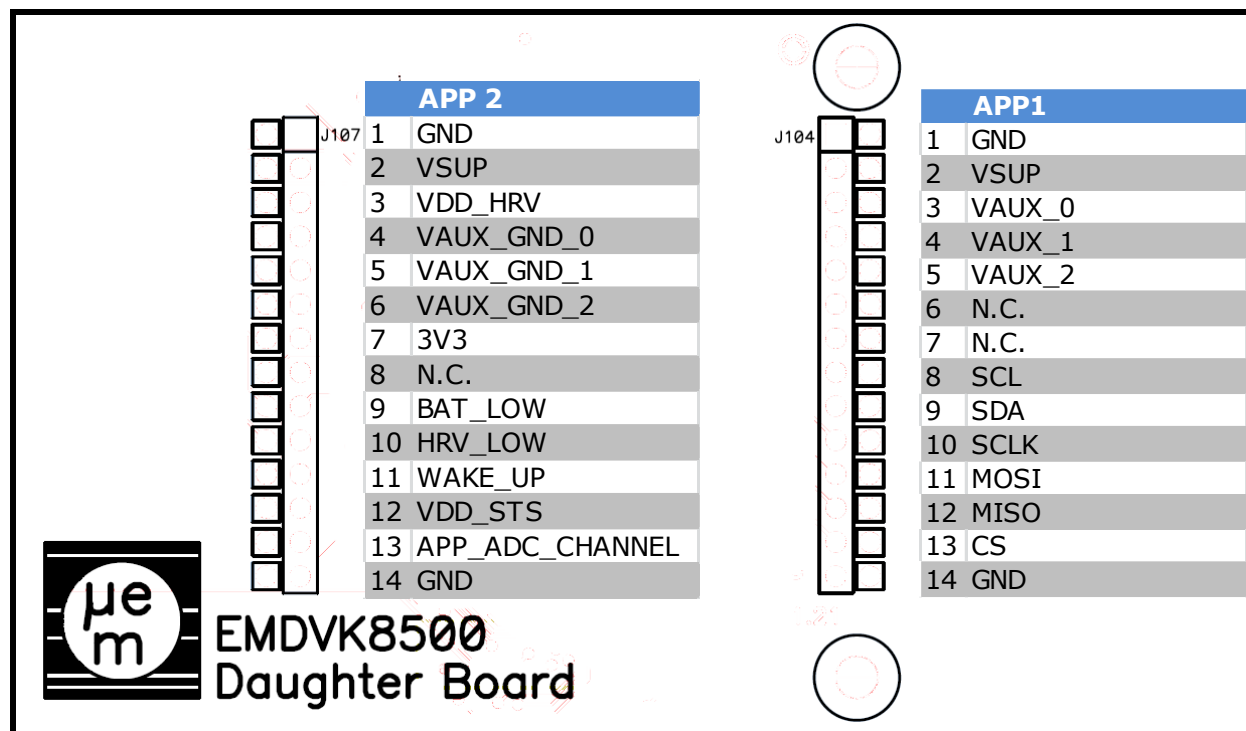 APP 2
J107
1 GND
2 VSUP
3 VDD_HRV
4 VAUX_GND_0
5 VAUX_GND_1
6 VAUX_GND_2
7 3V3
8 N.C.
9 BAT_LOW
10 HRV_LOW
11 WAKE_UP
12 VDD_STS
13 APP_ADC_CHANNEL
14 GND
J104
APP1
1 GND
2 VSUP
3 VAUX_0
4 VAUX_1
5 VAUX_2
6 N.C.
7 N.C.
8 SCL
9 SDA
10 SCLK
11 MOSI
12 MISO
13 CS
14 GND
µe
m
EMDVK8500
Daughter Board